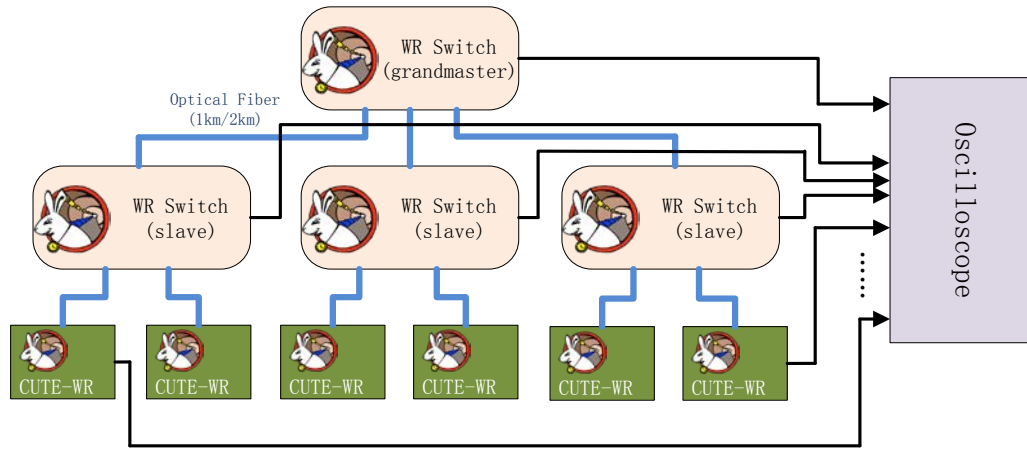 WR Switch
(grandmaster)
Optical Fiber
(1km/2km)
WR Switch
(slave)
WR Switch
(slave)
WR Switch
(slave)
CUTE-WR
CUTE-WR
CUTE-WR
CUTE-WR
CUTE-WR
CUTE-WR
Oscilloscope
......